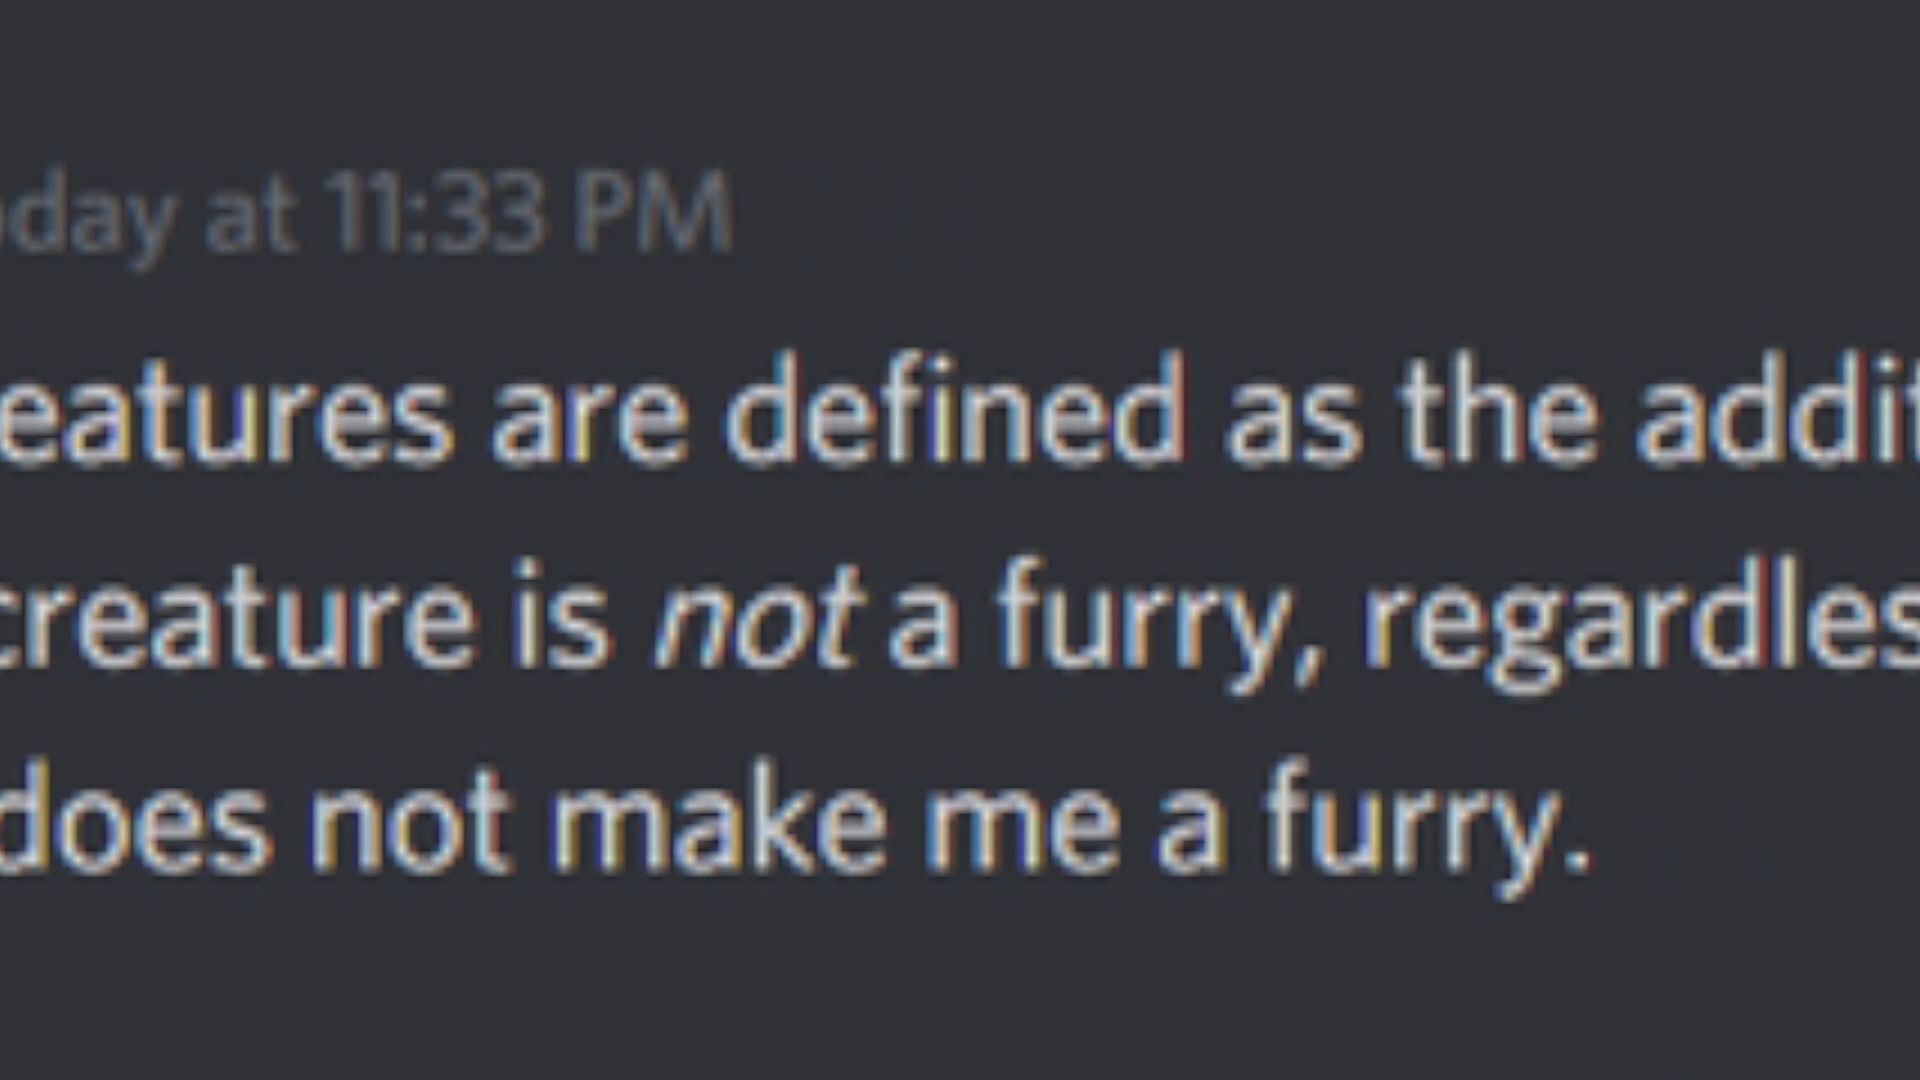 oday at 11:33 PM
eatures are defined as the addit
creature is not a furry, regardles
does not make me a furry.